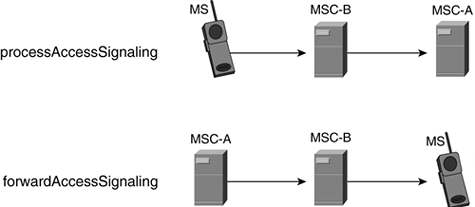 MS MSC-B MSC-A
processAccessSignaling
MSC-A MSC-B MS
forwardAccessSignaling